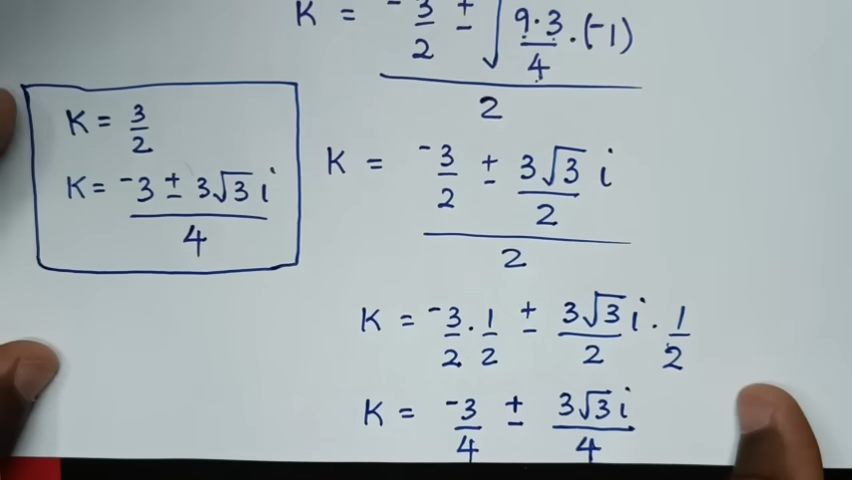 K = (-3/2 ± √(9·3/4 · (-1)))/2
K = 3/2
K = (-3 ± 3√3 i)/4
K = (-3/2 ± 3√3/2 i)/2
K = -3/2 · 1/2 ± 3√3 i/2 · 1/2
K = -3/4 ± 3√3 i/4